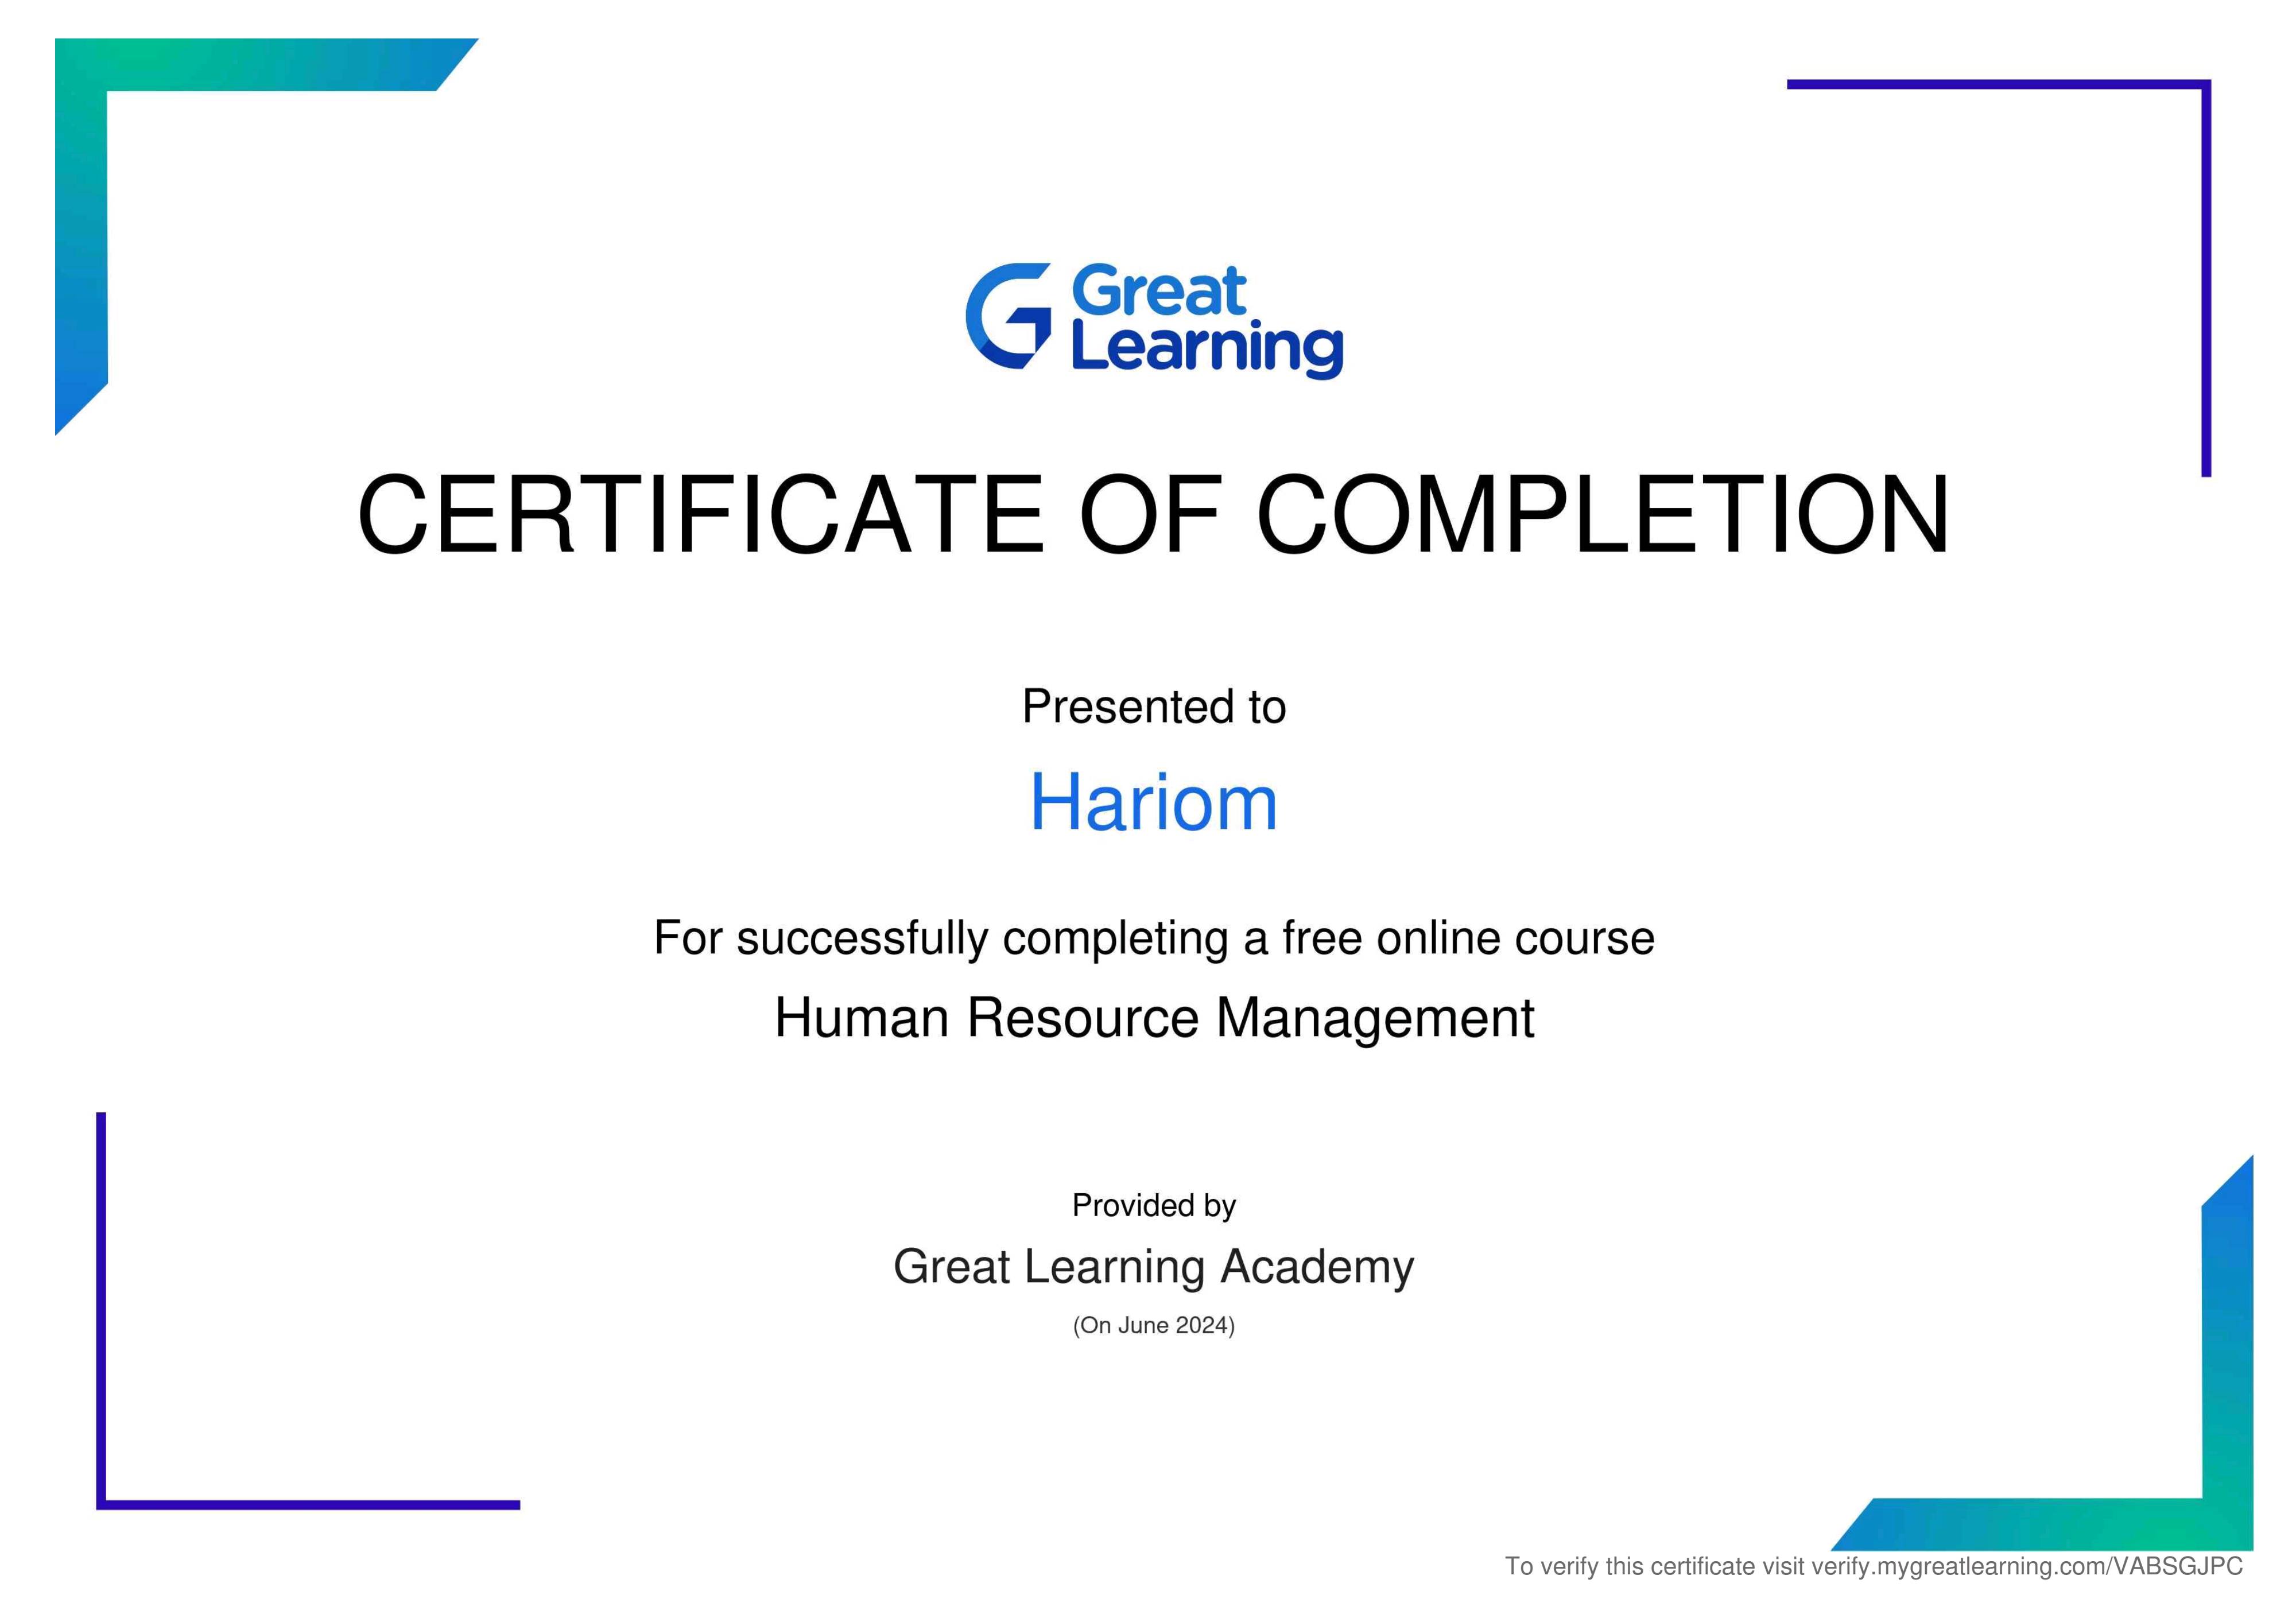 Great
Learning
CERTIFICATE OF COMPLETION
Presented to
Hariom
For successfully completing a free online course
Human Resource Management
Provided by
Great Learning Academy
(On June 2024)
To verify this certificate visit verify.mygreatlearning.com/VABSGJPC